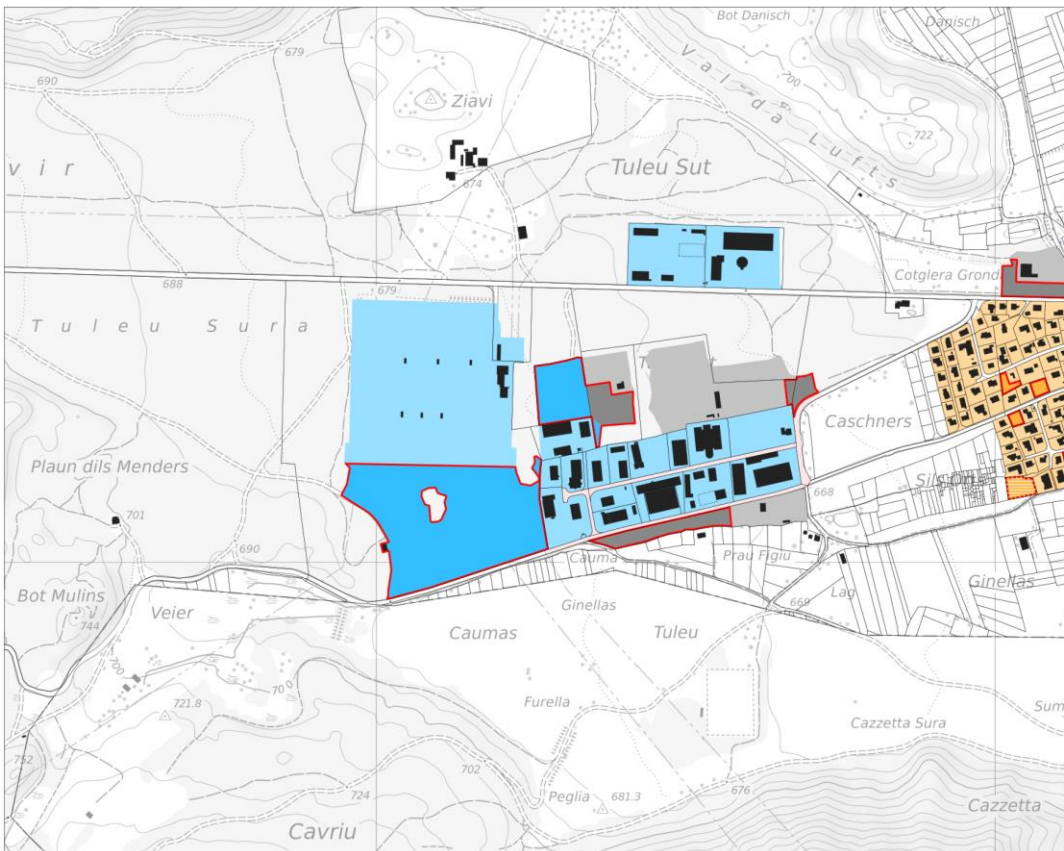 Bot Danisch
Danisch
679
690
Val da Lufts
700
Ziavi
722
vir
Tuleu Sut
674
Cotglera Grond
688
679
Tuleu Sura
Caschners
Plaun dils Menders
Sils Ons
668
701
690
Cauma
Prau Figiu
Ginellas
Bot Mulins
Veier
Ginellas
Lag
669
744
Caumas
Tuleu
700
700
721.8
Furella
Cazzetta Sura
Sum
752
702
676
724
Peglia
681.3
Cazzetta
Cavriu